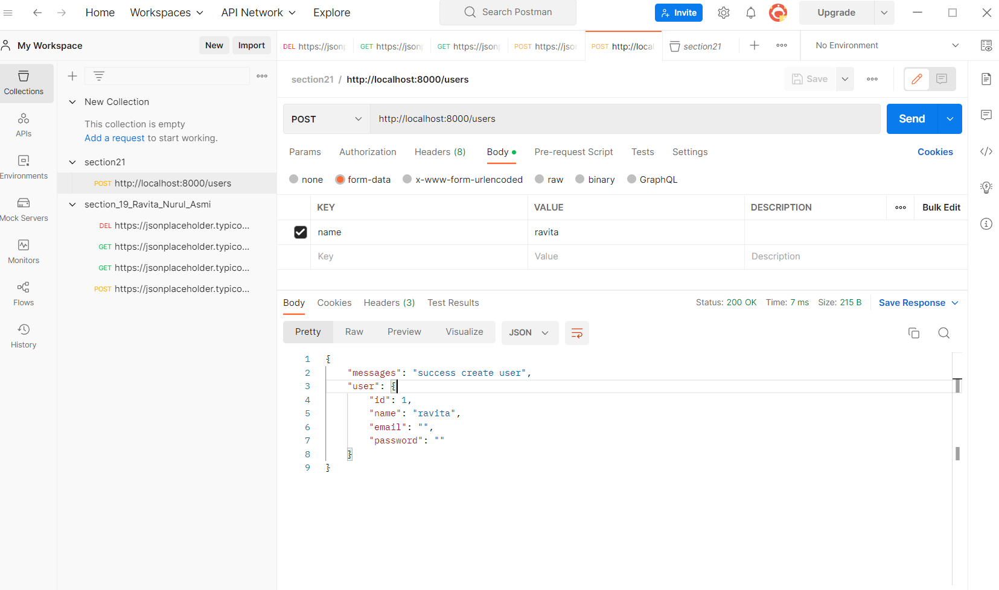 Home Workspaces API Network Explore Search Postman Invite Upgrade
My Workspace New Import
DEL https://jsonp GET https://jsonp GET https://jsonp POST https://jsor POST http://local section21 No Environment
Collections
APIs
Environments
Mock Servers
Monitors
Flows
History
New Collection
This collection is empty
Add a request to start working.
section21
POST http://localhost:8000/users
section_19_Ravita_Nurul_Asmi
DEL https://jsonplaceholder.typico...
GET https://jsonplaceholder.typico...
GET https://jsonplaceholder.typico...
POST https://jsonplaceholder.typico...
section21 / http://localhost:8000/users Save
POST http://localhost:8000/users Send
Params Authorization Headers (8) Body Pre-request Script Tests Settings Cookies
none form-data x-www-form-urlencoded raw binary GraphQL
KEY VALUE DESCRIPTION Bulk Edit
name ravita
Key Value Description
Body Cookies Headers (3) Test Results Status: 200 OK Time: 7 ms Size: 215 B Save Response
Pretty Raw Preview Visualize JSON
1 {
2 "messages": "success create user",
3 "user": {
4 "id": 1,
5 "name": "ravita",
6 "email": "",
7 "password": ""
8 }
9 }